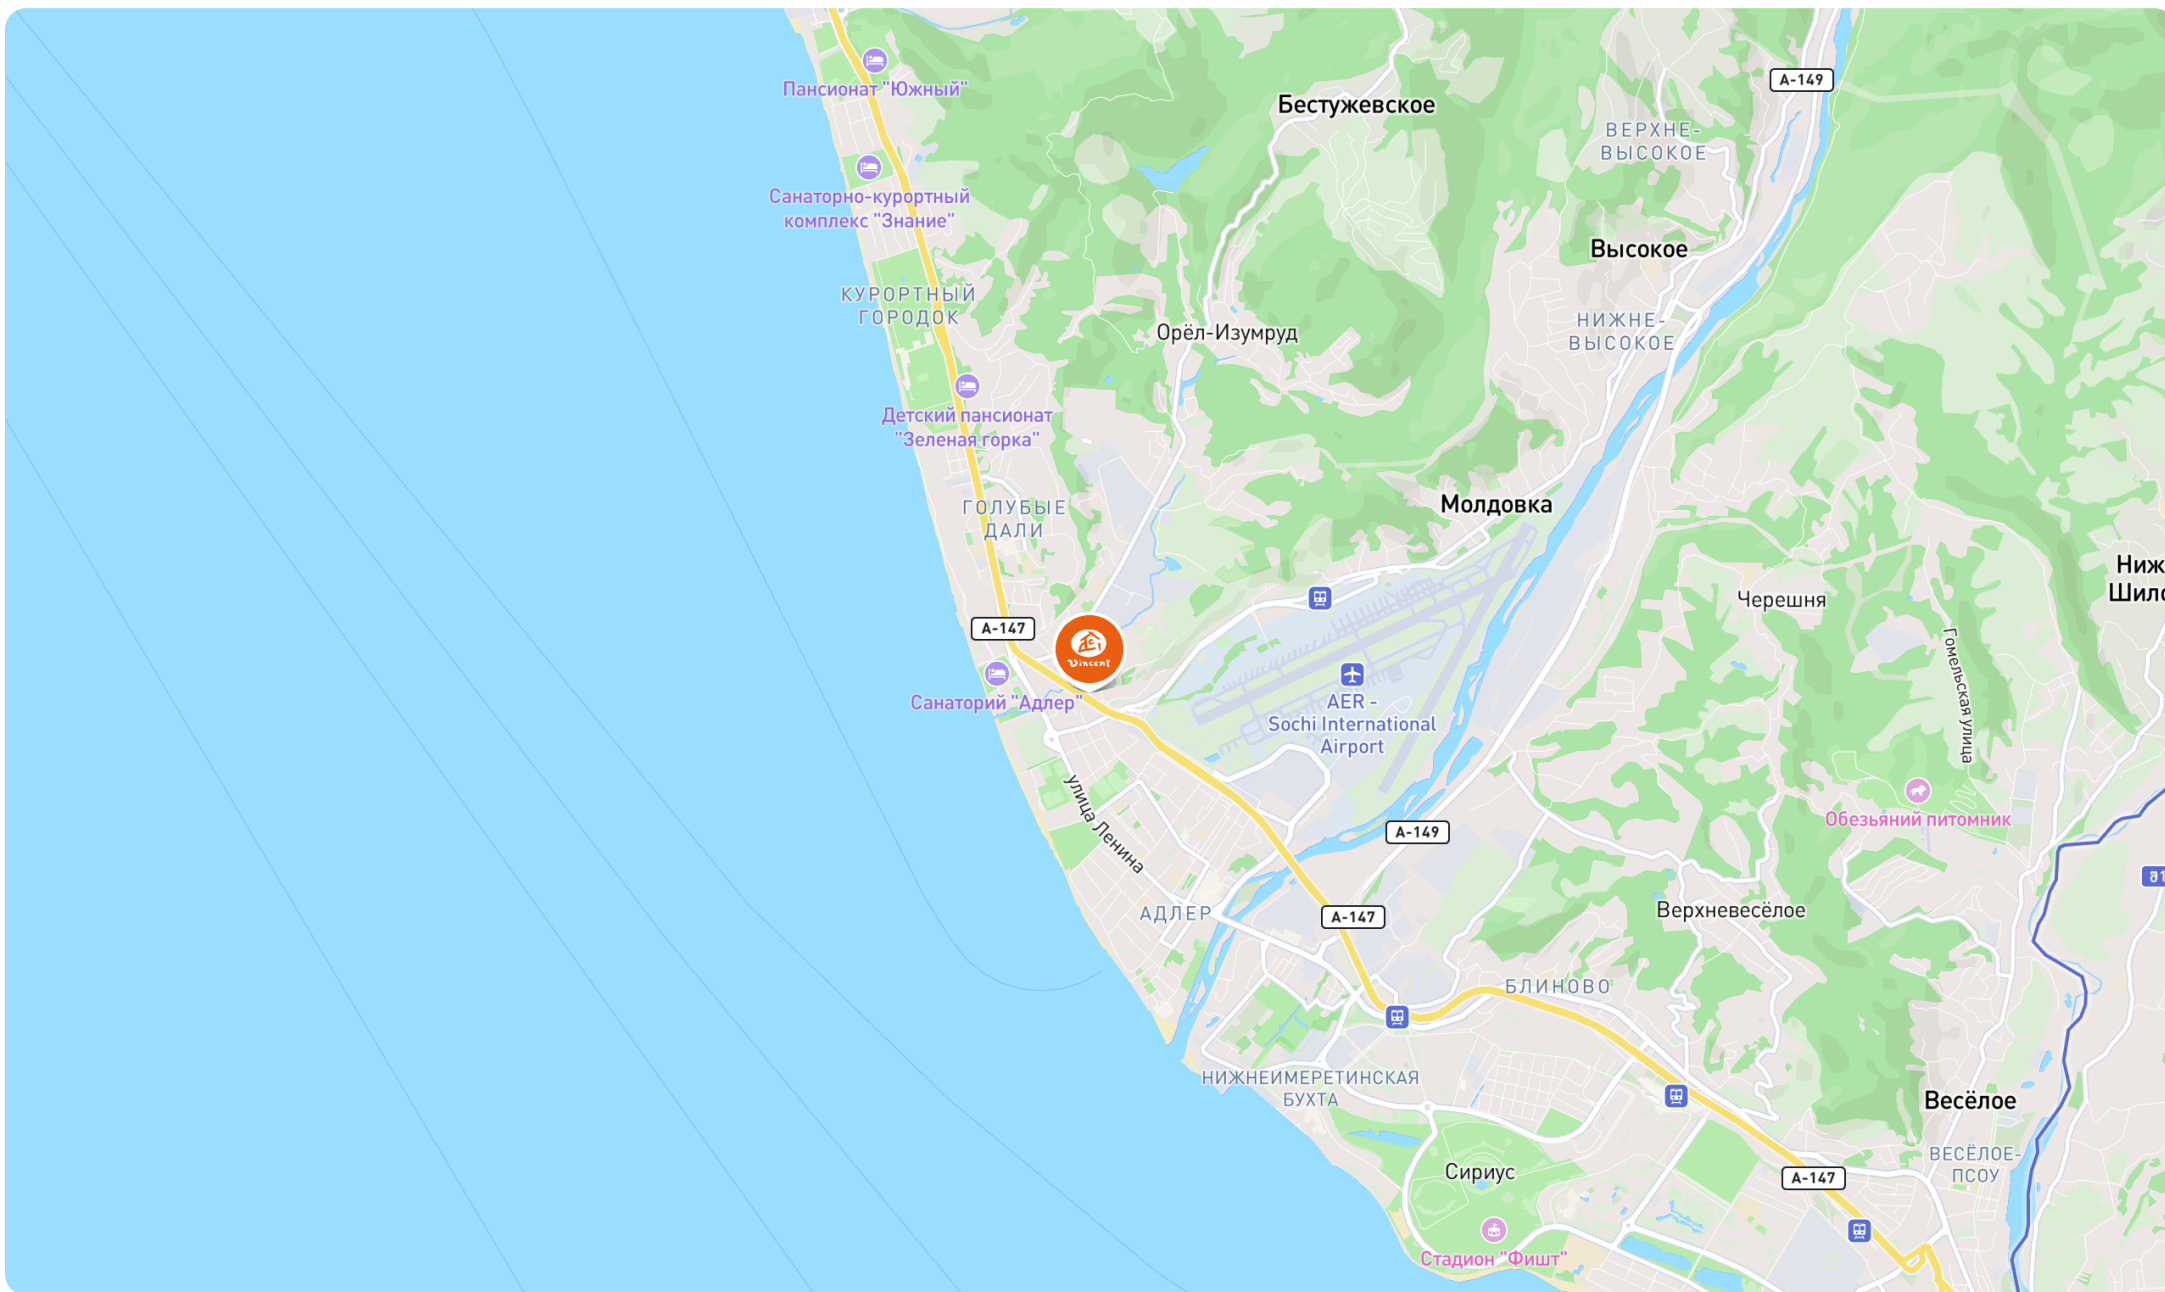 А-149
Пансионат "Южный"
Бестужевское
ВЕРХНЕ-
ВЫСОКОЕ
Санаторно-курортный
комплекс "Знание"
Высокое
КУРОРТНЫЙ
ГОРОДОК
Орёл-Изумруд
НИЖНЕ-
ВЫСОКОЕ
Детский пансионат
"Зеленая горка"
ГОЛУБЫЕ
ДАЛИ
Молдовка
Ниж
Шило
Черешня
А-147
Vincent
Гомельская улица
Санаторий "Адлер"
AER -
Sochi International
Airport
улица Ленина
Обезьяний питомник
А-149
АДЛЕР
А-147
Верхневесёлое
БЛИНОВО
НИЖНЕИМЕРЕТИНСКАЯ
БУХТА
Весёлое
ВЕСЁЛОЕ-
ПСОУ
Сириус
А-147
Стадион "Фишт"